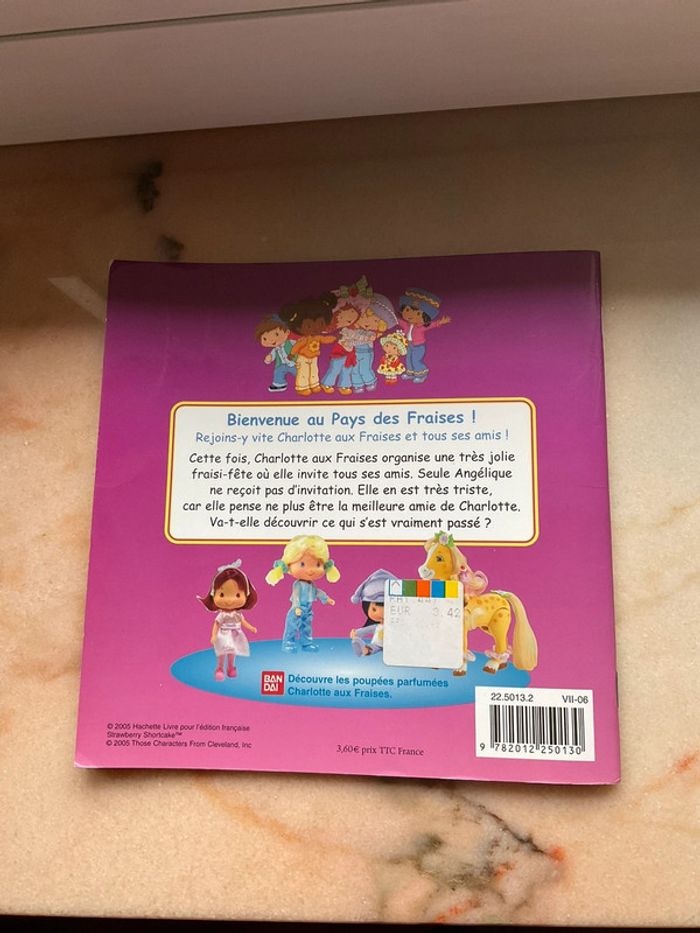 Bienvenue au Pays des Fraises !
Rejoins-y vite Charlotte aux Fraises et tous ses amis !
Cette fois, Charlotte aux Fraises organise une très jolie
fraisi-fête où elle invite tous ses amis. Seule Angélique
ne reçoit pas d'invitation. Elle en est très triste,
car elle pense ne plus être la meilleure amie de Charlotte.
Va-t-elle découvrir ce qui s'est vraiment passé ?
EUR 3.42
BAN
DAI
Découvre les poupées parfumées
Charlotte aux Fraises.
© 2005 Hachette Livre pour l'édition française
Strawberry Shortcake™
© 2005 Those Characters From Cleveland, Inc
3,60€ prix TTC France
22.5013.2 VII-06
9 782012 250130